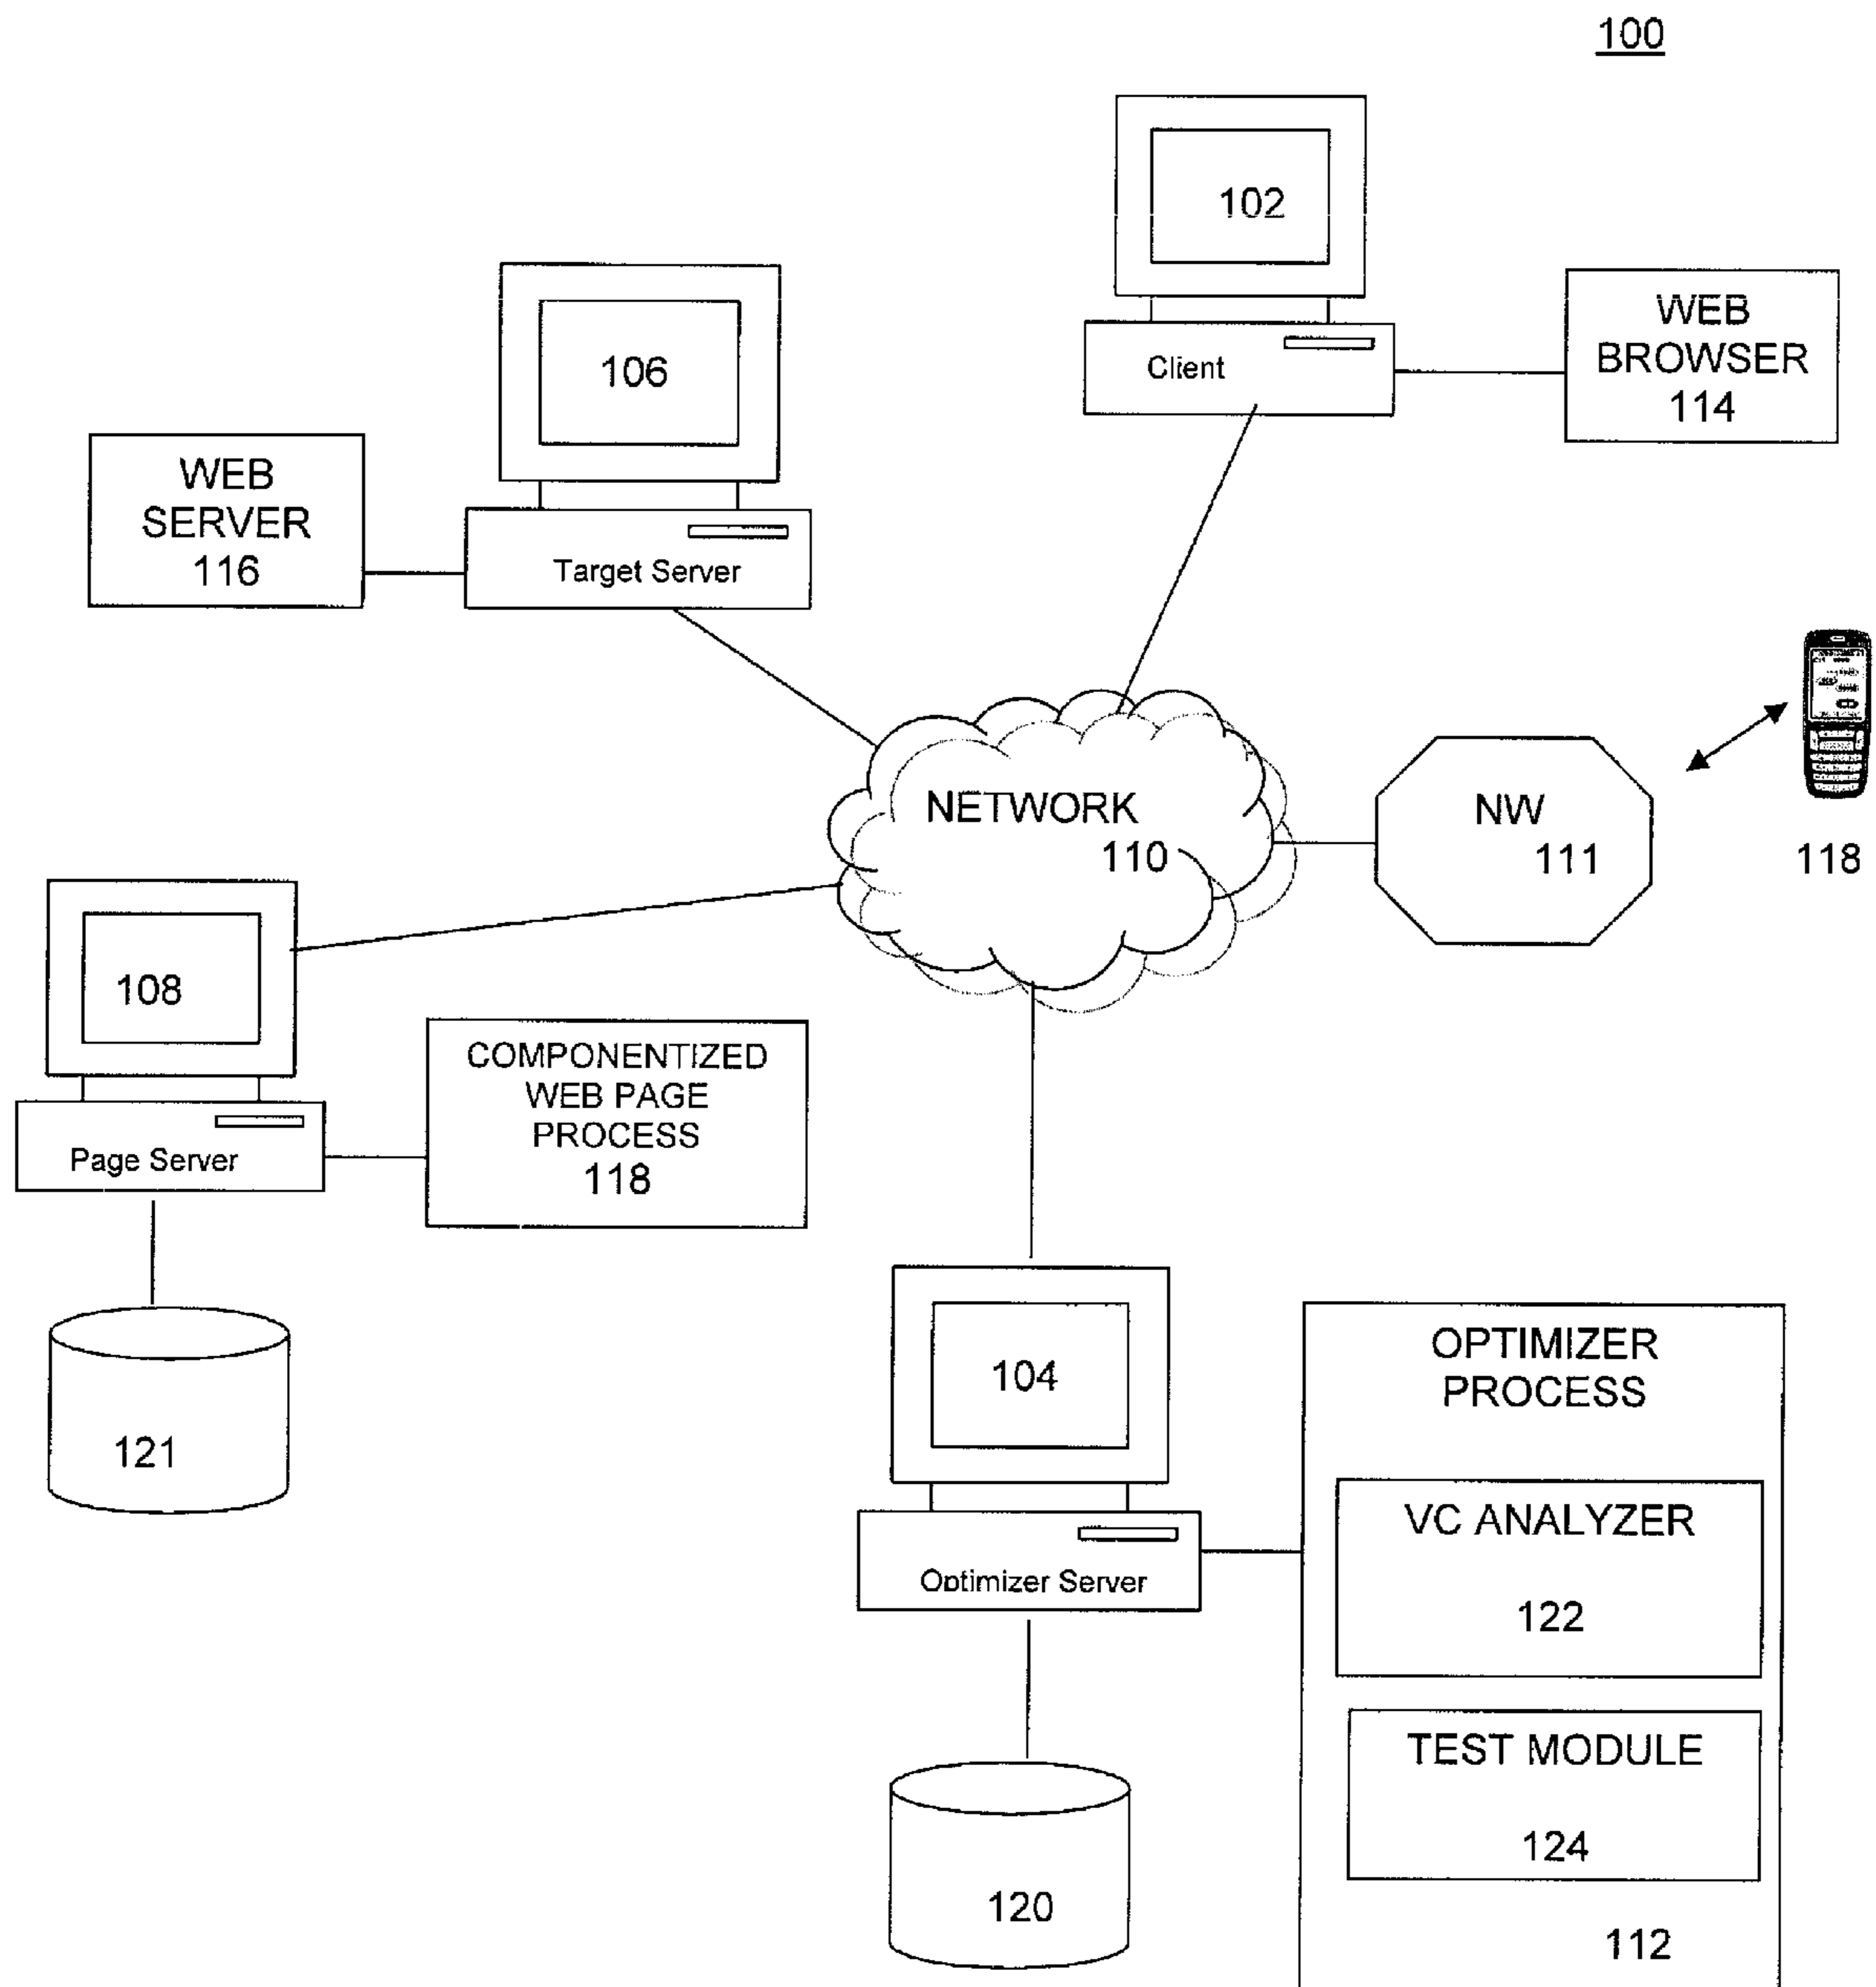 100
102
Client
WEB
BROWSER
114
106
Target Server
WEB
SERVER
116
NETWORK
110
NW
111
118
108
Page Server
COMPONENTIZED
WEB PAGE
PROCESS
118
121
104
Optimizer Server
120
OPTIMIZER
PROCESS
VC ANALYZER
122
TEST MODULE
124
112